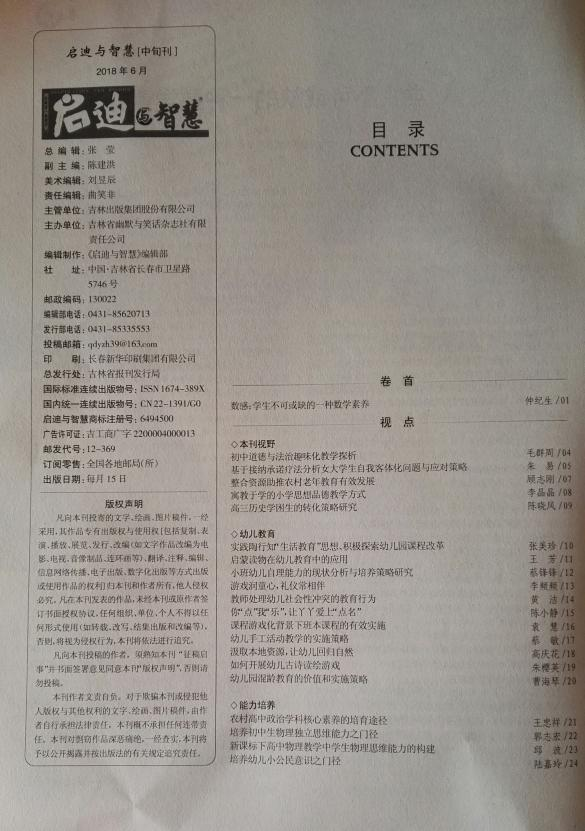 启迪与智慧[中旬刊]
2018年6月
启迪与智慧
总编辑：张莹
副主编：陈建洪
美术编辑：刘昱辰
责任编辑：曲笑非
主管单位：吉林出版集团股份有限公司
主办单位：吉林省幽默与笑话杂志社有限
责任公司
编辑制作：《启迪与智慧》编辑部
社址：中国·吉林省长春市卫星路
5746号
邮政编码：130022
编辑部电话：0431-85620713
发行部电话：0431-85335553
投稿邮箱：qdyzh39@163.com
印刷：长春新华印刷集团有限公司
总发行处：吉林省报刊发行局
国际标准连续出版物号：ISSN 1674-389X
国内统一连续出版物号：CN 22-1391/G0
启迪与智慧商标注册号：6494500
广告许可证：吉工商广字 2200004000013
邮发代号：12-369
订阅零售：全国各地邮局(所)
出版日期：每月15日
版权声明
凡向本刊投寄的文字、绘画、图片稿件，一经
采用，其作品专有出版权与使用权[包括复制、表
演、播放、展览、发行、改编(如文字作品改编为电
影、电视、音像制品、连环画等)、翻译、注释、编辑、
信息网络传播、电子出版、数字化出版等方式出版
或使用作品的权利]归本刊和作者所有，他人侵权
必究。凡在本刊发表的作品，未经本刊或原作者签
订书面授权协议，任何组织、单位、个人不得以任
何形式使用(如转载、改写、结集出版和改编等)，
否则，将视为侵权行为，本刊将依法进行追究。
凡向本刊投稿的作者，须熟知本刊“征稿启
事”并书面签署意见同意本刊“版权声明”，否则请
勿投稿。
本刊作者文责自负。对于欺骗本刊或侵犯他
人版权与其他权利的文字、图片、绘画稿件，由作
者自行承担法律责任，本刊概不承担任何连带责
任。本刊对剽窃作品深恶痛绝，一经查实，本刊将
予以公开揭露并按出版法的有关规定追究责任。
目录
CONTENTS
卷首
数感：学生不可或缺的一种数学素养 仲纪生/01
视点
◇本刊视野
初中道德与法治趣味化教学探析 毛群周/04
基于接纳承诺疗法分析女大学生自我客体化问题与应对策略 朱易/05
整合资源助推农村老年教育有效发展 顾志刚/07
寓教于学的小学思想品德教学方式 李晶晶/08
高三历史学困生的转化策略研究 陈晓凤/09
◇幼儿教育
实践陶行知“生活教育”思想、积极探索幼儿园课程改革 张美珍/10
启蒙读物在幼儿教育中的应用 王芳/11
小班幼儿自理能力的现状分析与培养策略研究 蔡锋锋/12
游戏润童心，礼仪常相伴 李频频/13
教师处理幼儿社会性冲突的教育行为 黄洁/14
你“点”我“乐”，让丫丫爱上“点名” 陈小静/15
课程游戏化背景下班本课程的有效实施 袁慧/16
幼儿手工活动教学的实施策略 蔡敏/17
汲取本地资源，让幼儿回归自然 高庆花/18
如何开展幼儿古诗读绘游戏 朱樱英/19
幼儿园混龄教育的价值和实施策略 曹海琴/20
◇能力培养
农村高中政治学科核心素养的培育途径 王忠祥/21
培养初中生物理独立思维能力之门径 郭志宏/22
新课标下高中物理教学中学生物理思维能力的构建 邱波/23
培养幼儿小公民意识之门径 陆嘉玲/24